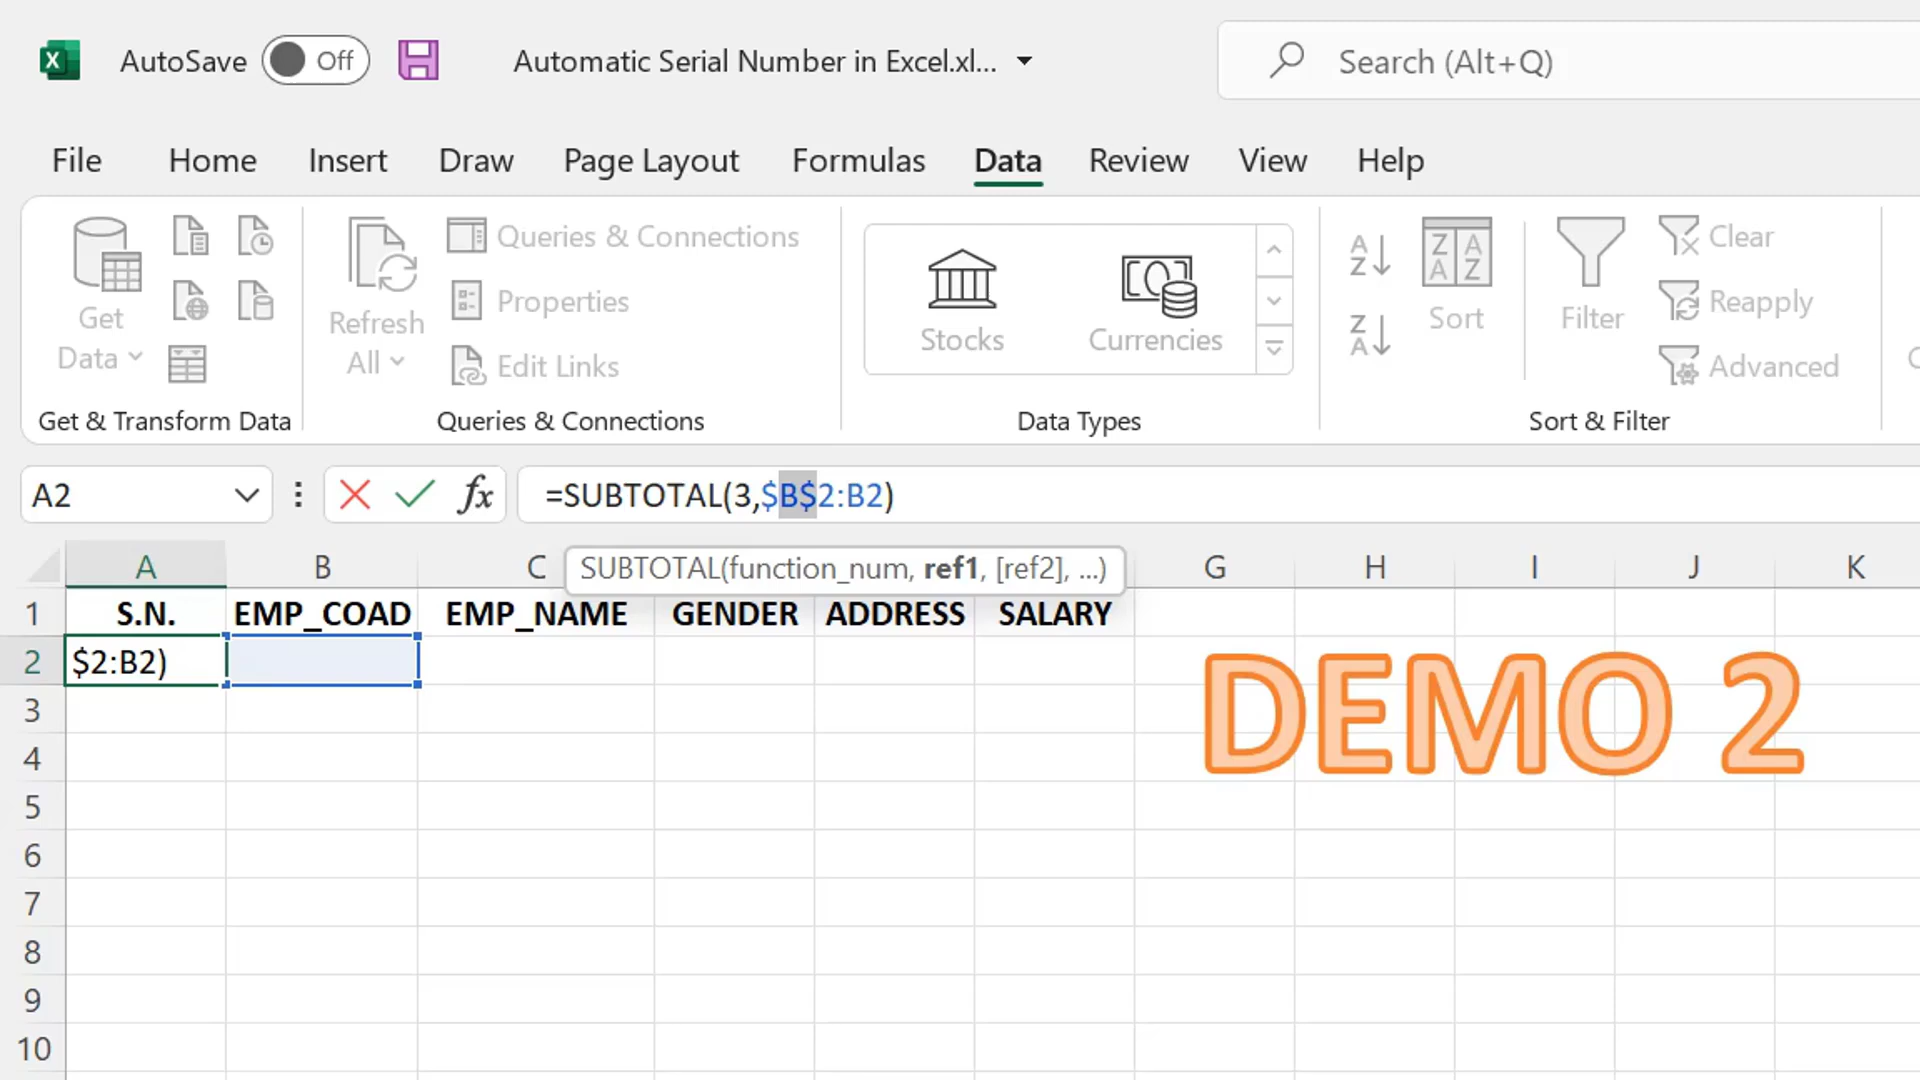 AutoSave Off Automatic Serial Number in Excel.xl... Search (Alt+Q)
File Home Insert Draw Page Layout Formulas Data Review View Help
Get Data
Refresh All
Queries & Connections
Properties
Edit Links
Stocks
Currencies
Sort
Filter
Clear
Reapply
Advanced
Get & Transform Data
Queries & Connections
Data Types
Sort & Filter
A2 fx =SUBTOTAL(3,$B$2:B2)
SUBTOTAL(function_num, ref1, [ref2], ...)
A B C G H I J K
1 S.N. EMP_COAD EMP_NAME GENDER ADDRESS SALARY
2 $2:B2)
DEMO 2
3
4
5
6
7
8
9
10